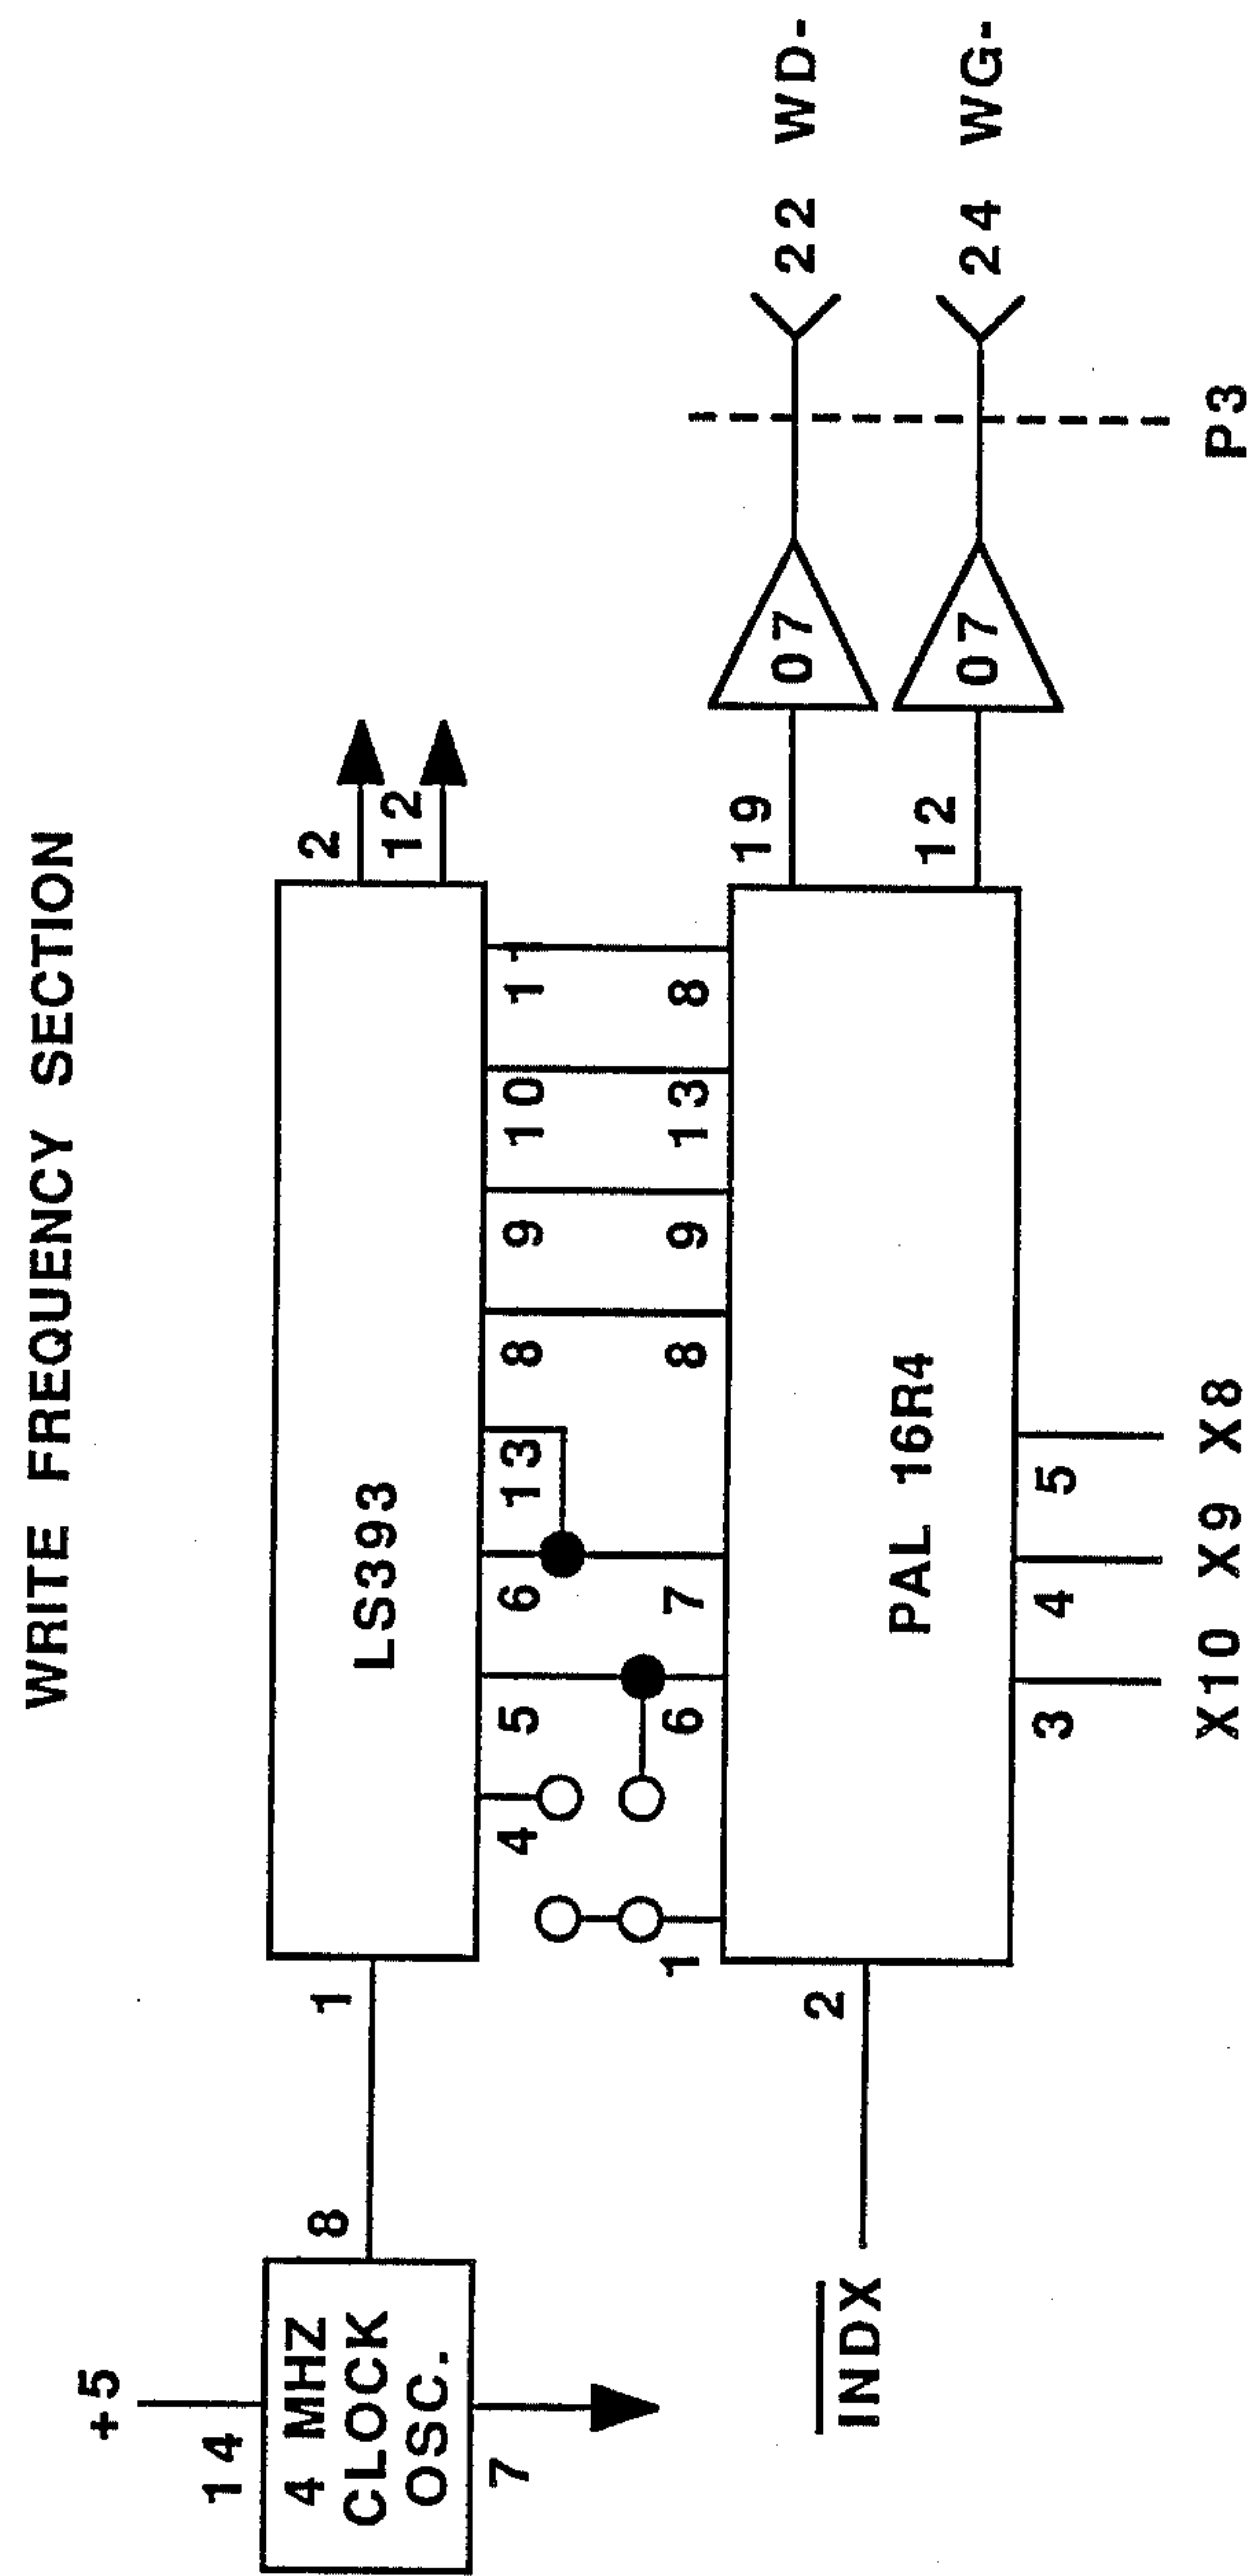 WRITE FREQUENCY SECTION
+5
14
4 MHZ
CLOCK
OSC.
7
8
1
LS393
2
12
4
5
6
13
8
9
10
11
1
6
7
8
9
13
8
INDX
2
PAL 16R4
19
12
07
07
22 WD-
24 WG-
3
4
5
X10 X9 X8
P3